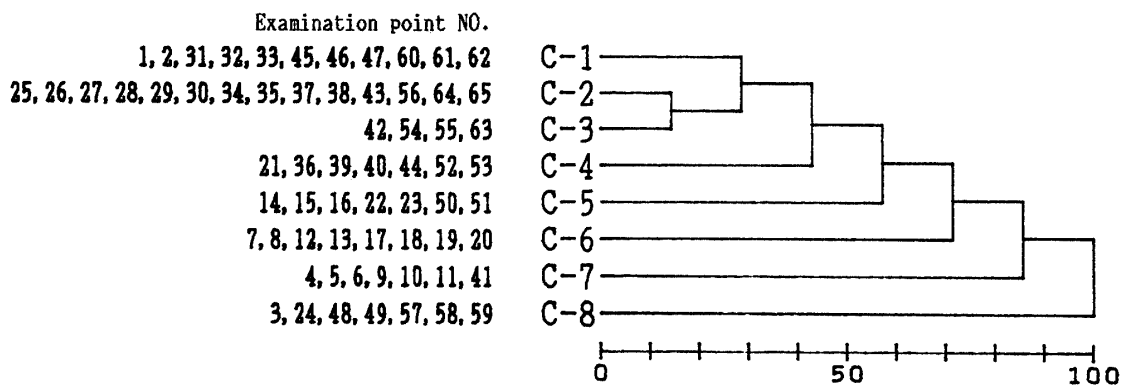 Examination point NO.
1, 2, 31, 32, 33, 45, 46, 47, 60, 61, 62 C-1
25, 26, 27, 28, 29, 30, 34, 35, 37, 38, 43, 56, 64, 65 C-2
42, 54, 55, 63 C-3
21, 36, 39, 40, 44, 52, 53 C-4
14, 15, 16, 22, 23, 50, 51 C-5
7, 8, 12, 13, 17, 18, 19, 20 C-6
4, 5, 6, 9, 10, 11, 41 C-7
3, 24, 48, 49, 57, 58, 59 C-8
0 50 100